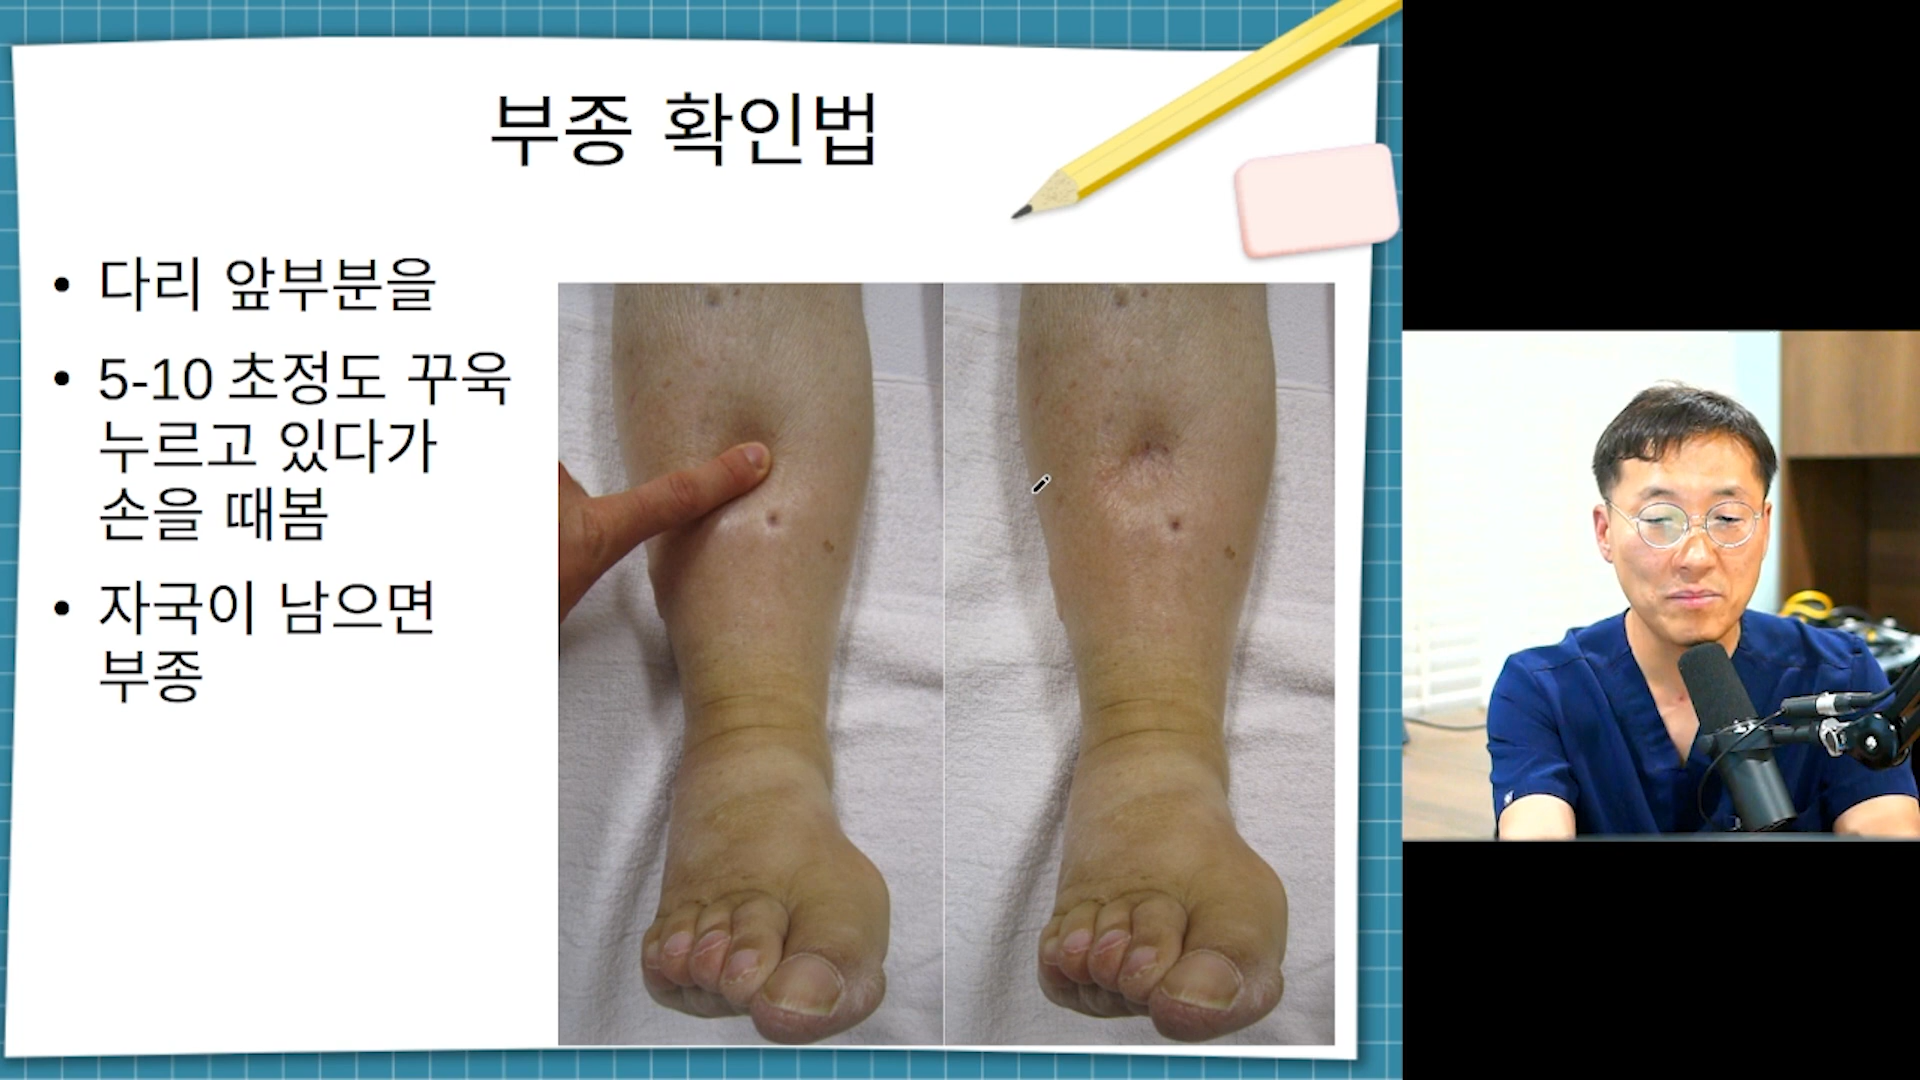 부종 확인법
• 다리 앞부분을
• 5-10 초정도 꾸욱
누르고 있다가
손을 때봄
• 자국이 남으면
부종